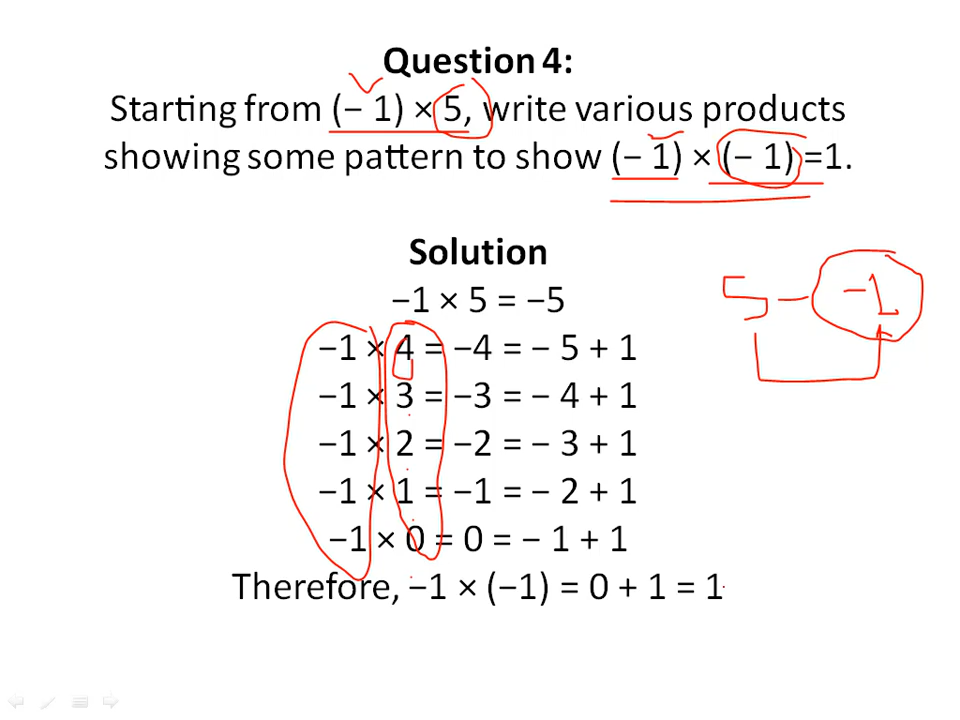 Question 4:
Starting from (− 1) × 5, write various products
showing some pattern to show (− 1) × (− 1) =1.
Solution
−1 × 5 = −5
5 – −1
−1 × 4 = −4 = − 5 + 1
−1 × 3 = −3 = − 4 + 1
−1 × 2 = −2 = − 3 + 1
−1 × 1 = −1 = − 2 + 1
−1 × 0 = 0 = − 1 + 1
Therefore, −1 × (−1) = 0 + 1 = 1